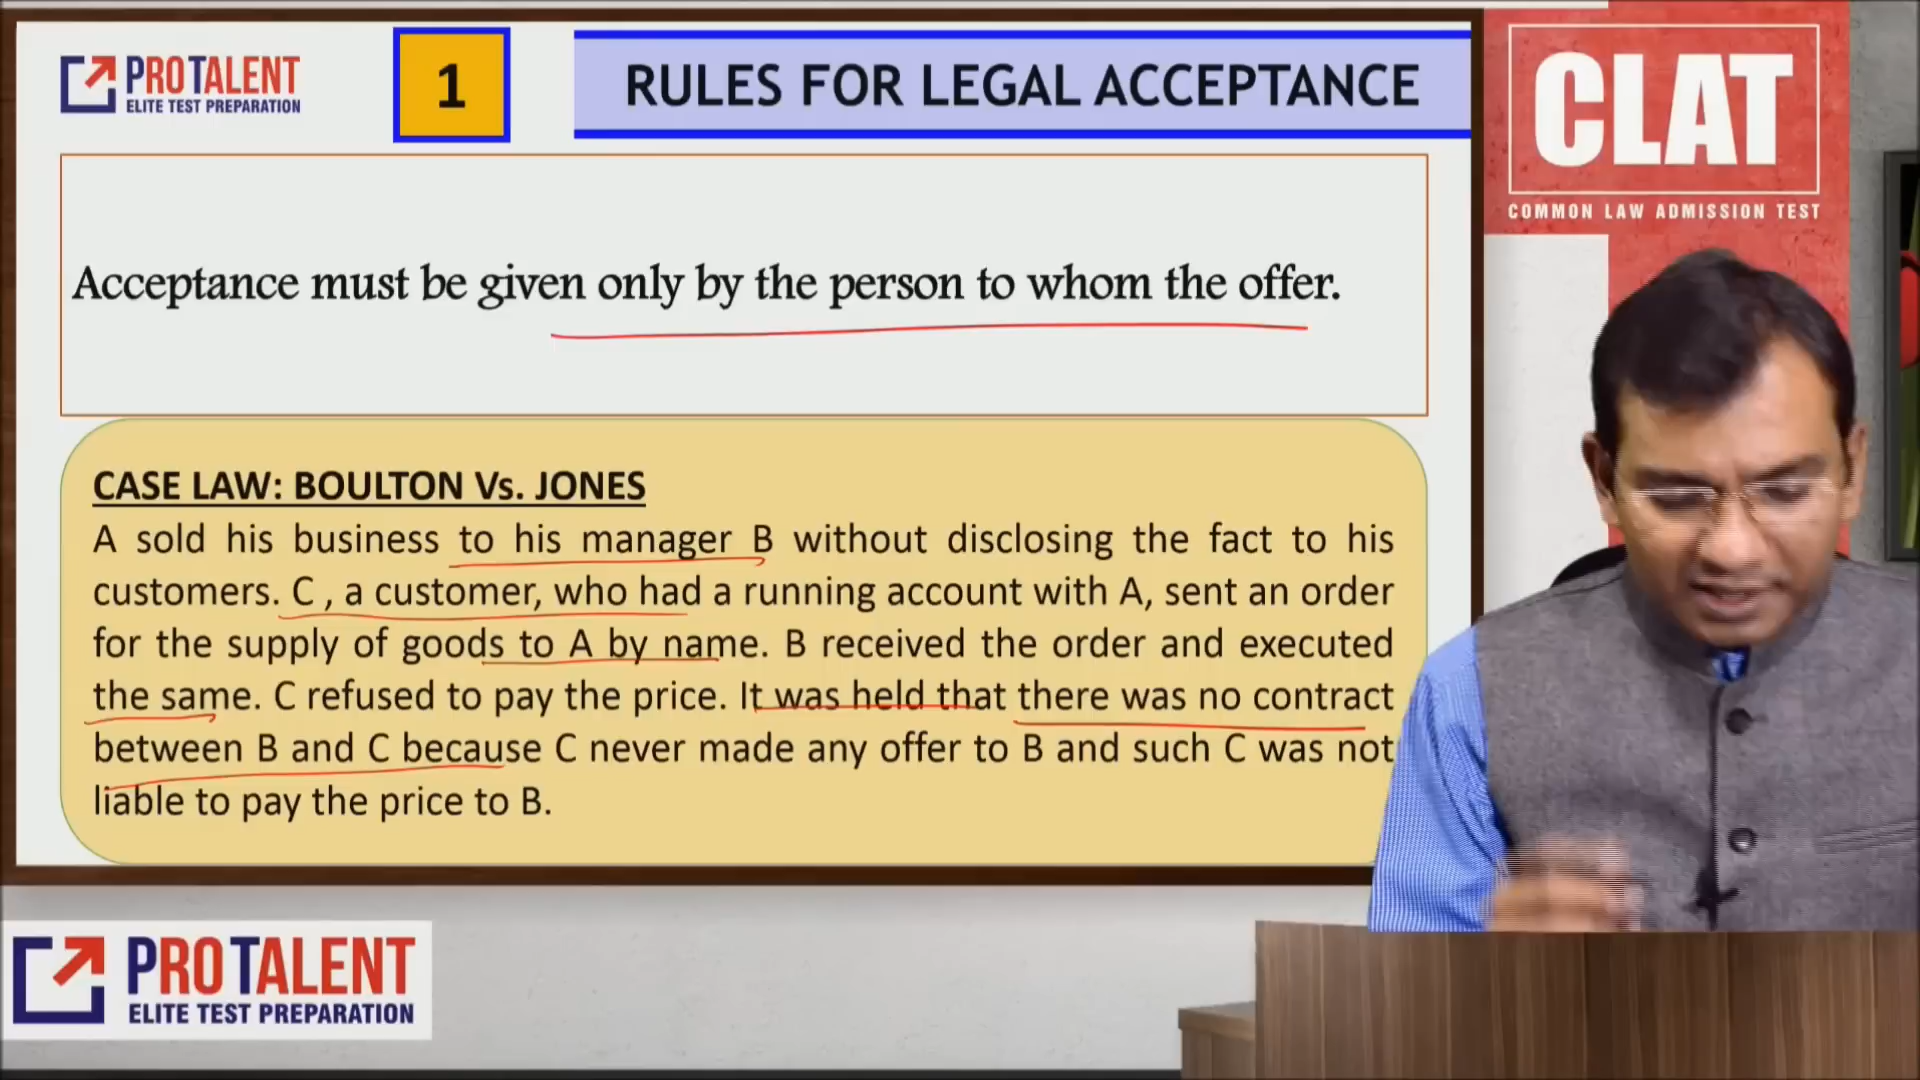 PROTALENT
ELITE TEST PREPARATION
1
RULES FOR LEGAL ACCEPTANCE
CLAT
COMMON LAW ADMISSION TEST
Acceptance must be given only by the person to whom the offer.
CASE LAW: BOULTON Vs. JONES
A sold his business to his manager B without disclosing the fact to his
customers. C , a customer, who had a running account with A, sent an order
for the supply of goods to A by name. B received the order and executed
the same. C refused to pay the price. It was held that there was no contract
between B and C because C never made any offer to B and such C was not
liable to pay the price to B.
PROTALENT
ELITE TEST PREPARATION